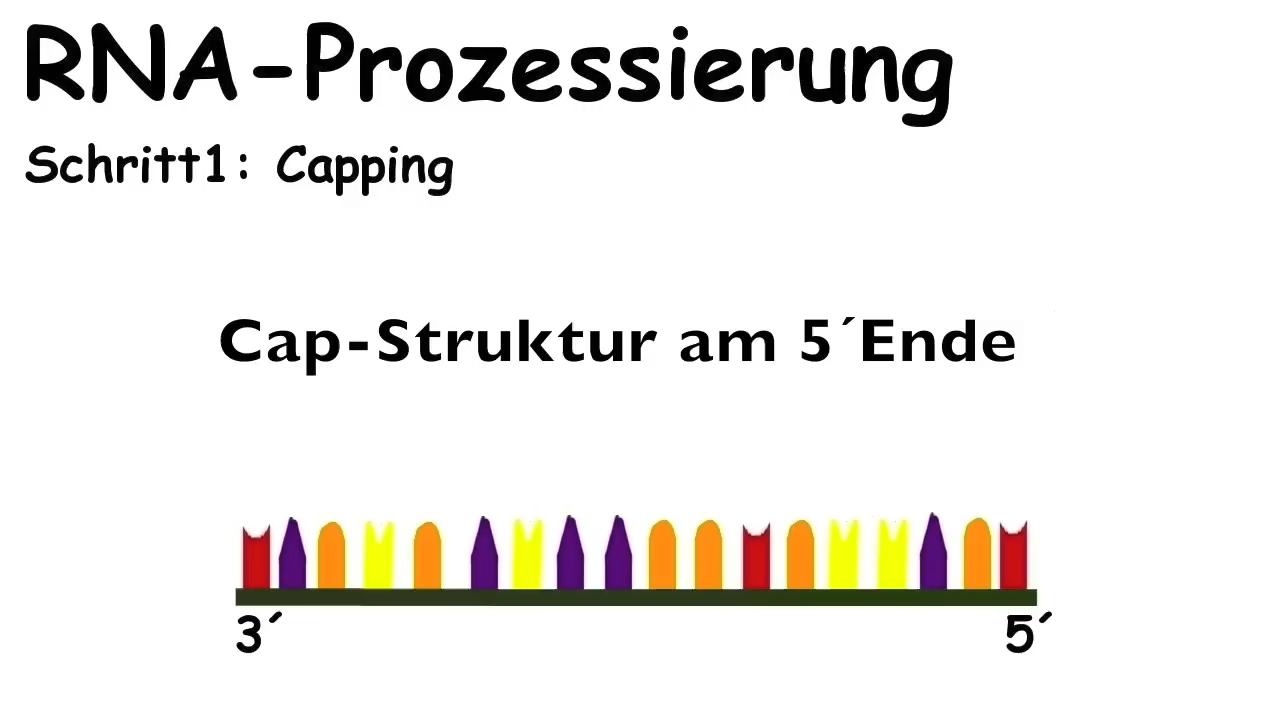 RNA-Prozessierung
Schritt1: Capping
Cap-Struktur am 5´Ende
3´ 5´